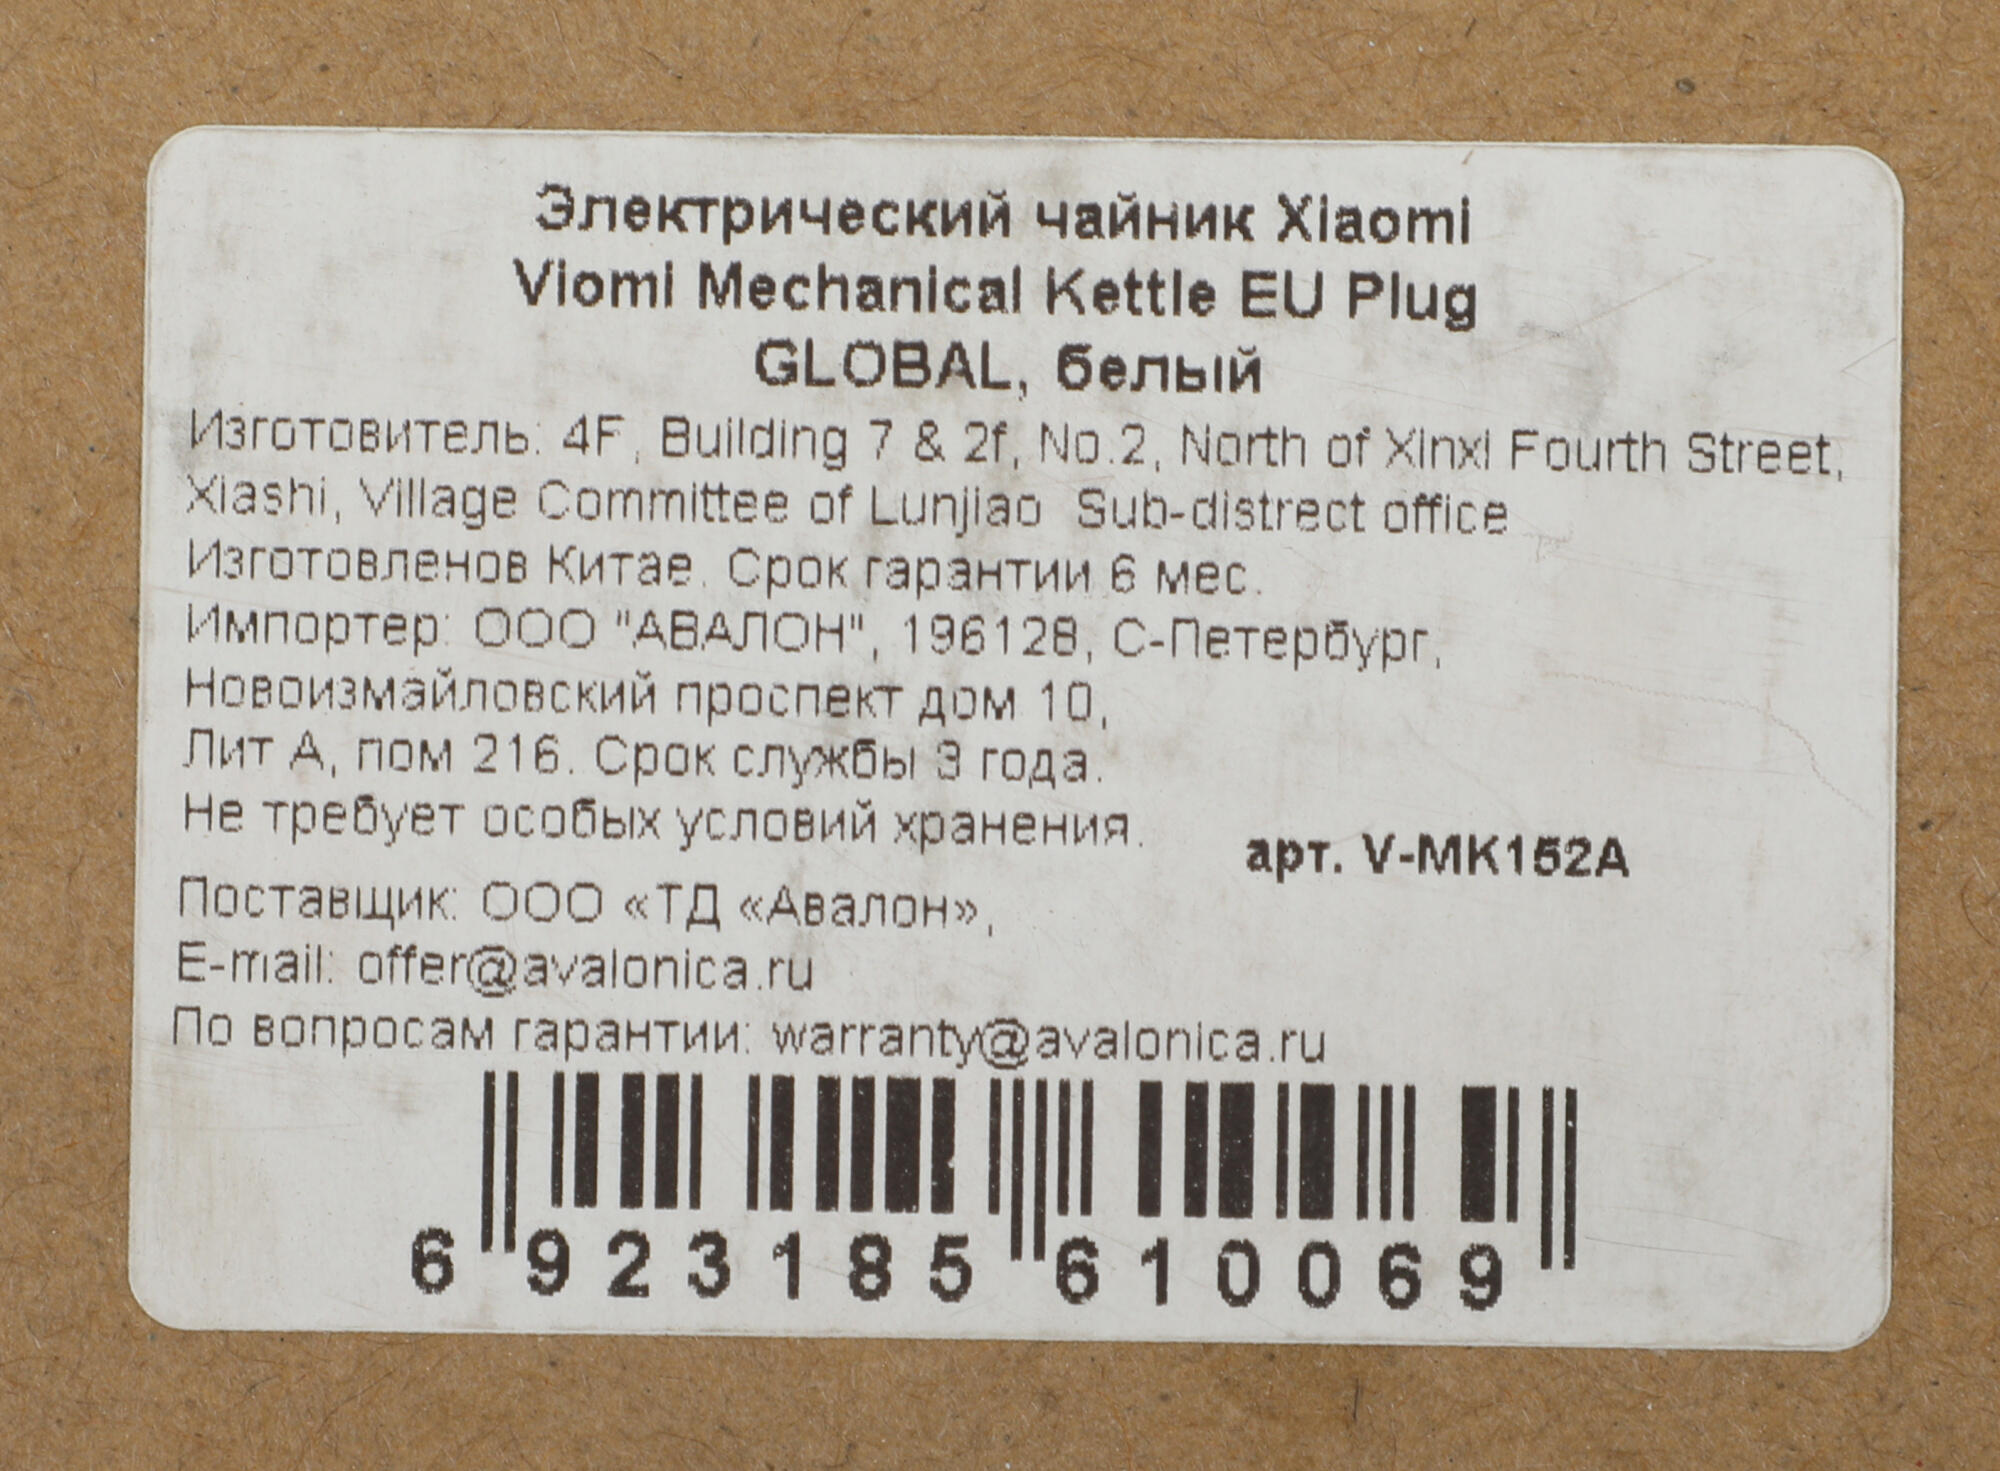 Электрический чайник Xiaomi
Viomi Mechanical Kettle EU Plug
GLOBAL, белый
Изготовитель: 4F, Building 7 & 2f, No.2, North of Xinxi Fourth Street,
Xiashi, Village Committee of Lunjiao Sub-distrect office
Изготовленов Китае. Срок гарантии 6 мес.
Импортер: ООО "АВАЛОН", 196128, С-Петербург,
Новоизмайловский проспект дом 10,
Лит А, пом 216. Срок службы 3 года.
Не требует особых условий хранения.
арт. V-MK152A
Поставщик: ООО «ТД «Авалон»,
E-mail: offer@avalonica.ru
По вопросам гарантии: warranty@avalonica.ru
6 923185 610069